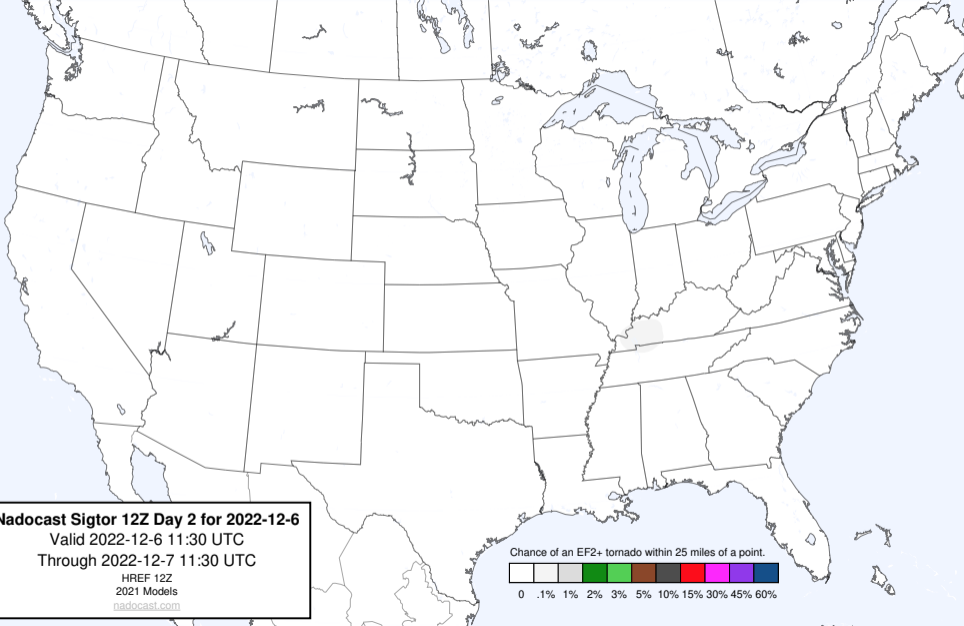 Nadocast Sigtor 12Z Day 2 for 2022-12-6
Valid 2022-12-6 11:30 UTC
Through 2022-12-7 11:30 UTC
HREF 12Z
2021 Models
nadocast.com
Chance of an EF2+ tornado within 25 miles of a point.
0 .1% 1% 2% 3% 5% 10% 15% 30% 45% 60%